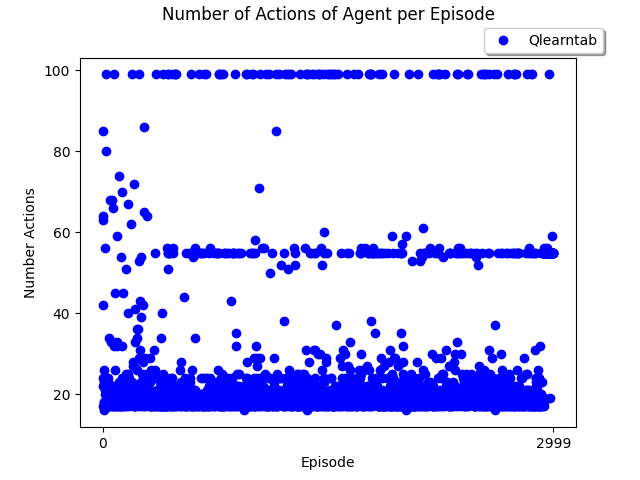 Number of Actions of Agent per Episode
Qlearntab
100
80
60
40
20
Number Actions
0
2999
Episode